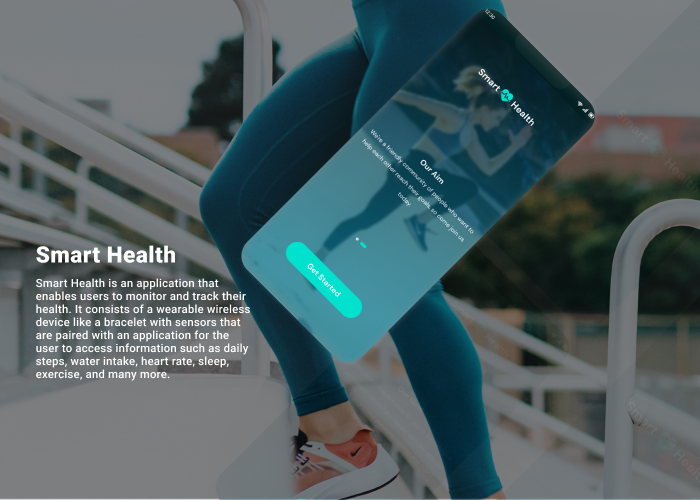 12:30
Smart Health
Our Aim
We're a friendly community of people who want to
help each other reach their goals, so come join us
today
Get Started
Smart Health
Smart Health is an application that
enables users to monitor and track their
health. It consists of a wearable wireless
device like a bracelet with sensors that
are paired with an application for the
user to access information such as daily
steps, water intake, heart rate, sleep,
exercise, and many more.